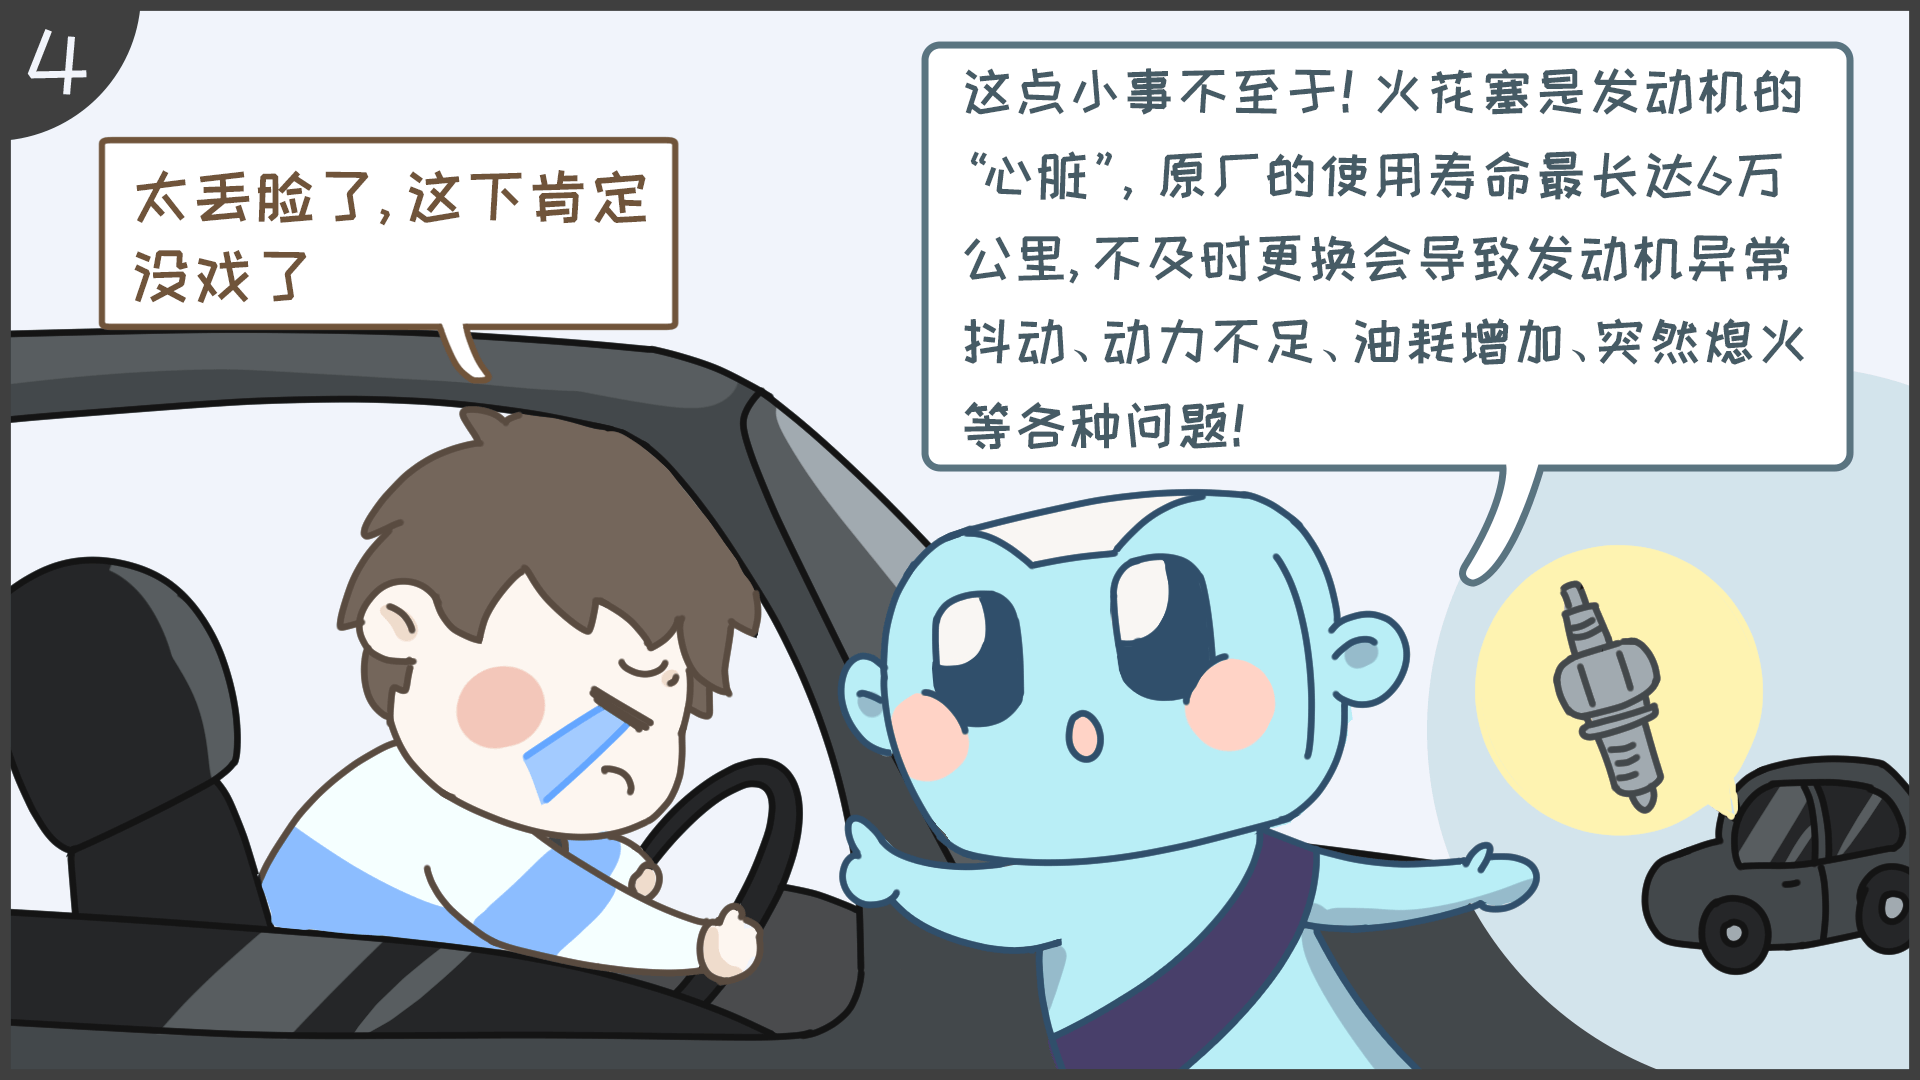 4
太丢脸了,这下肯定
没戏了
这点小事不至于!火花塞是发动机的
“心脏”,原厂的使用寿命最长达6万
公里,不及时更换会导致发动机异常
抖动、动力不足、油耗增加、突然熄火
等各种问题!